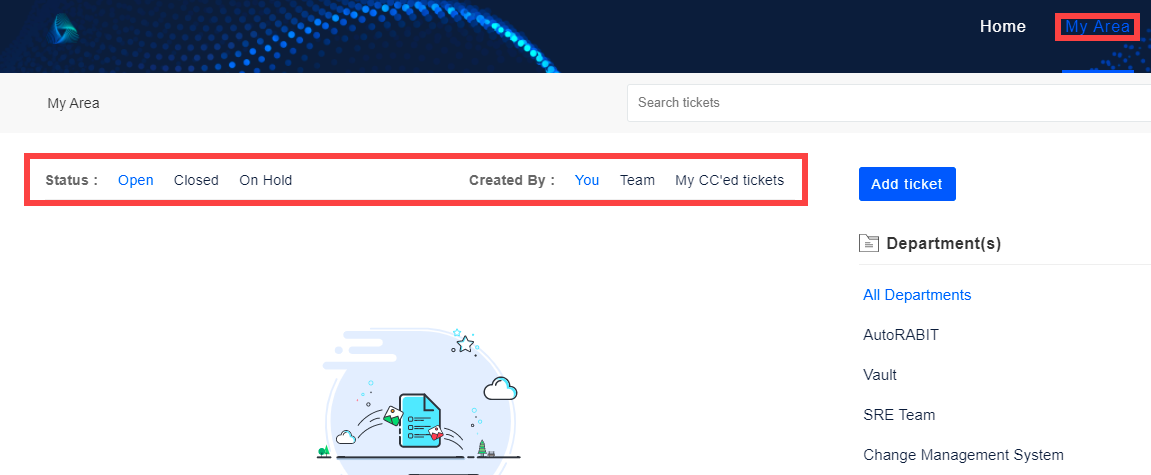 Home My Area
My Area
Search tickets
Status : Open Closed On Hold Created By : You Team My CC'ed tickets
Add ticket
Department(s)
All Departments
AutoRABIT
Vault
SRE Team
Change Management System